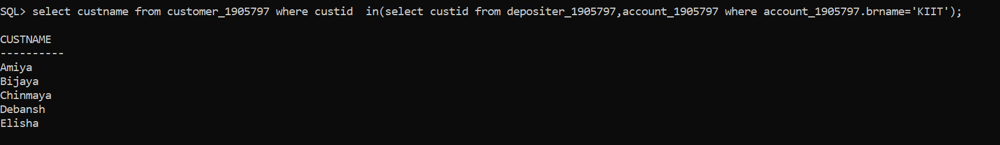 SQL> select custname from customer_1905797 where custid  in(select custid from depositer_1905797,account_1905797 where account_1905797.brname='KIIT');
CUSTNAME
----------
Amiya
Bijaya
Chinmaya
Debansh
Elisha